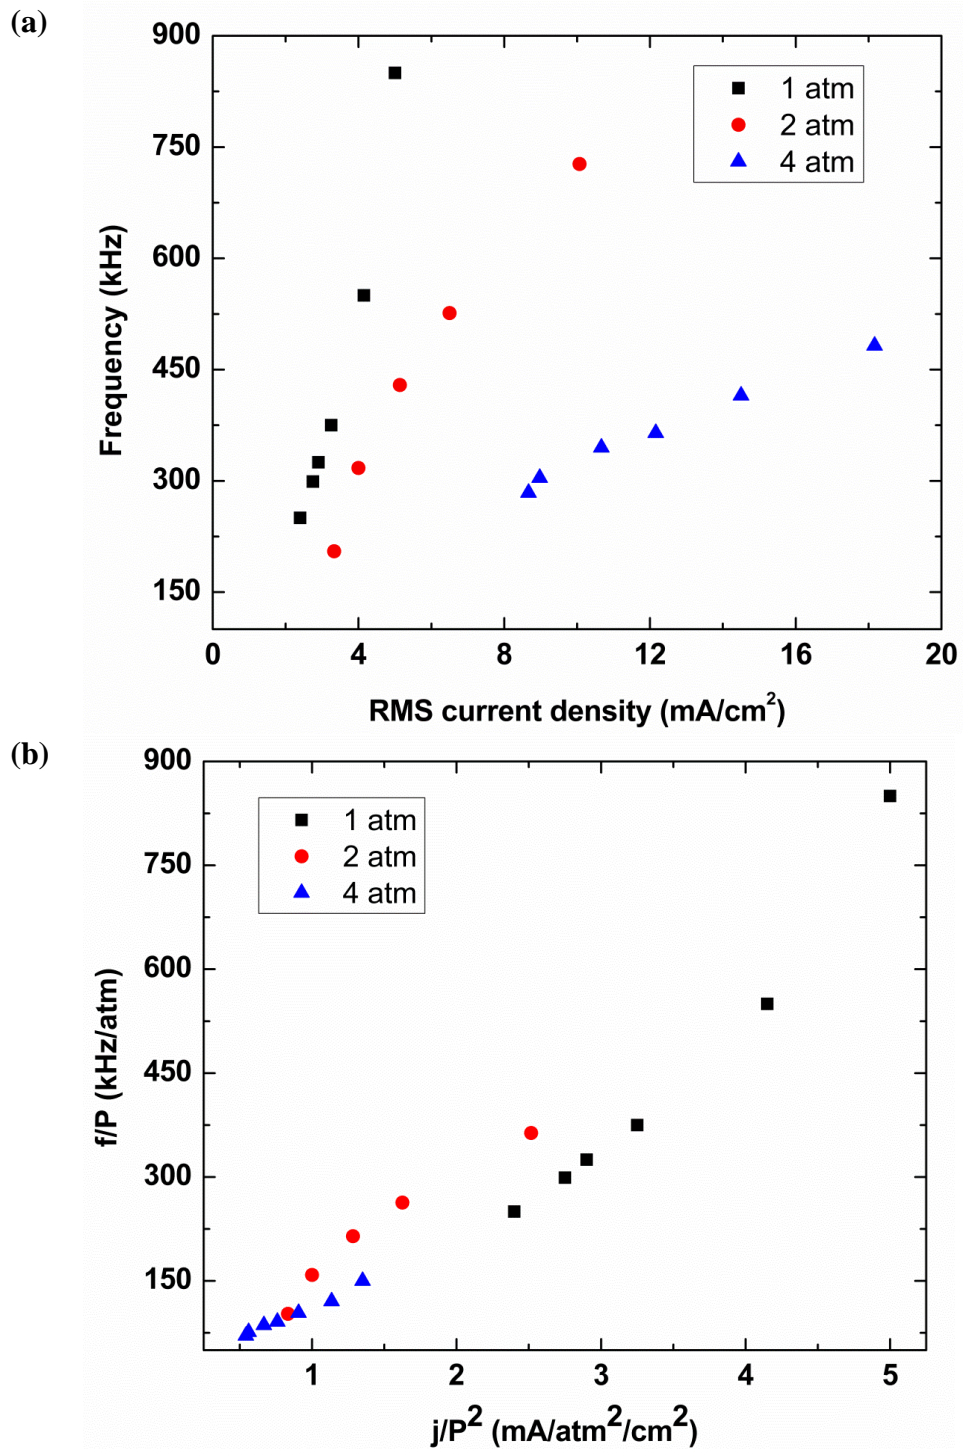 (a)
900
750
600
450
300
150
Frequency (kHz)
1 atm
2 atm
4 atm
0 4 8 12 16 20
RMS current density (mA/cm²)
(b)
900
750
600
450
300
150
f/P (kHz/atm)
1 atm
2 atm
4 atm
1 2 3 4 5
j/P² (mA/atm²/cm²)